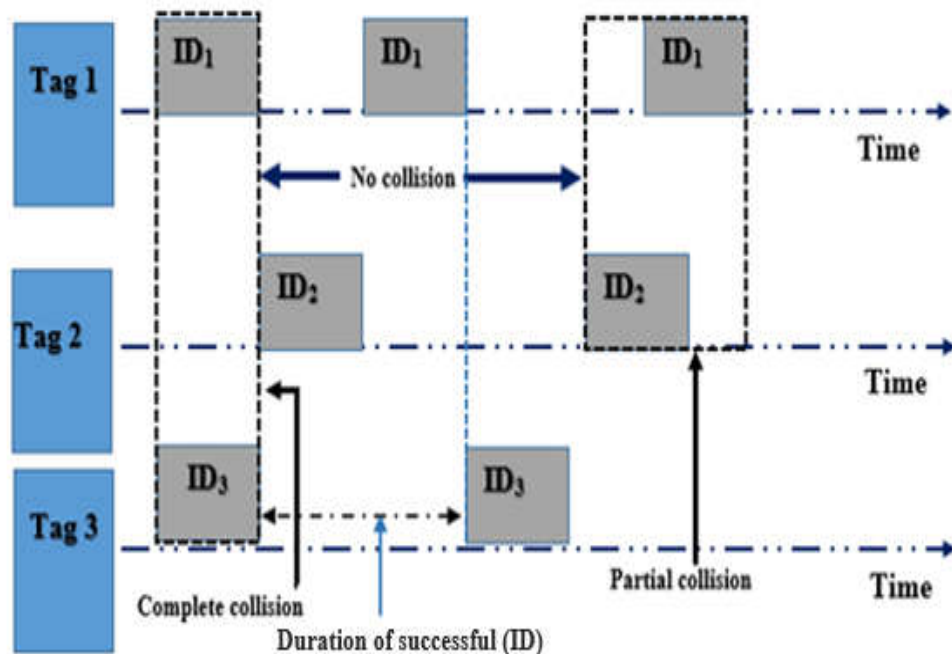 Tag 1
ID1
ID1
ID1
Time
No collision
Tag 2
ID2
ID2
Time
Tag 3
ID3
ID3
Time
Complete collision
Partial collision
Duration of successful (ID)